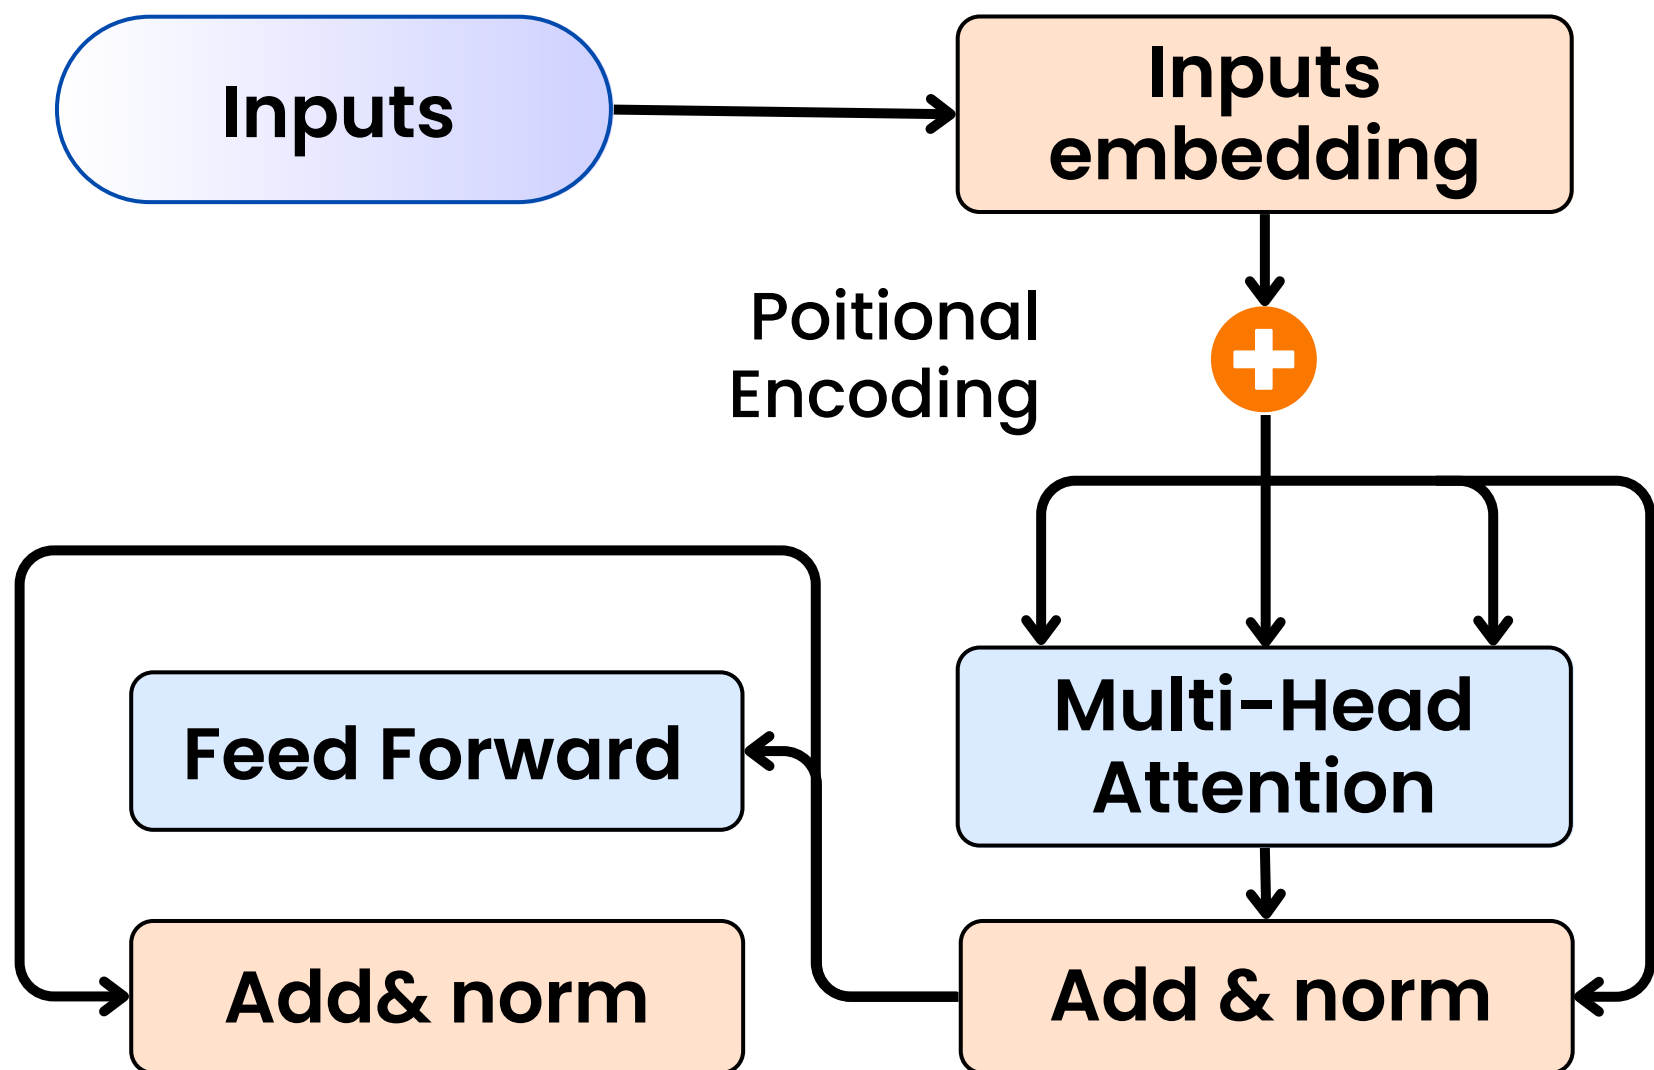 Inputs
Inputs
embedding
Poitional
Encoding
Multi-Head
Attention
Feed Forward
Add& norm
Add & norm